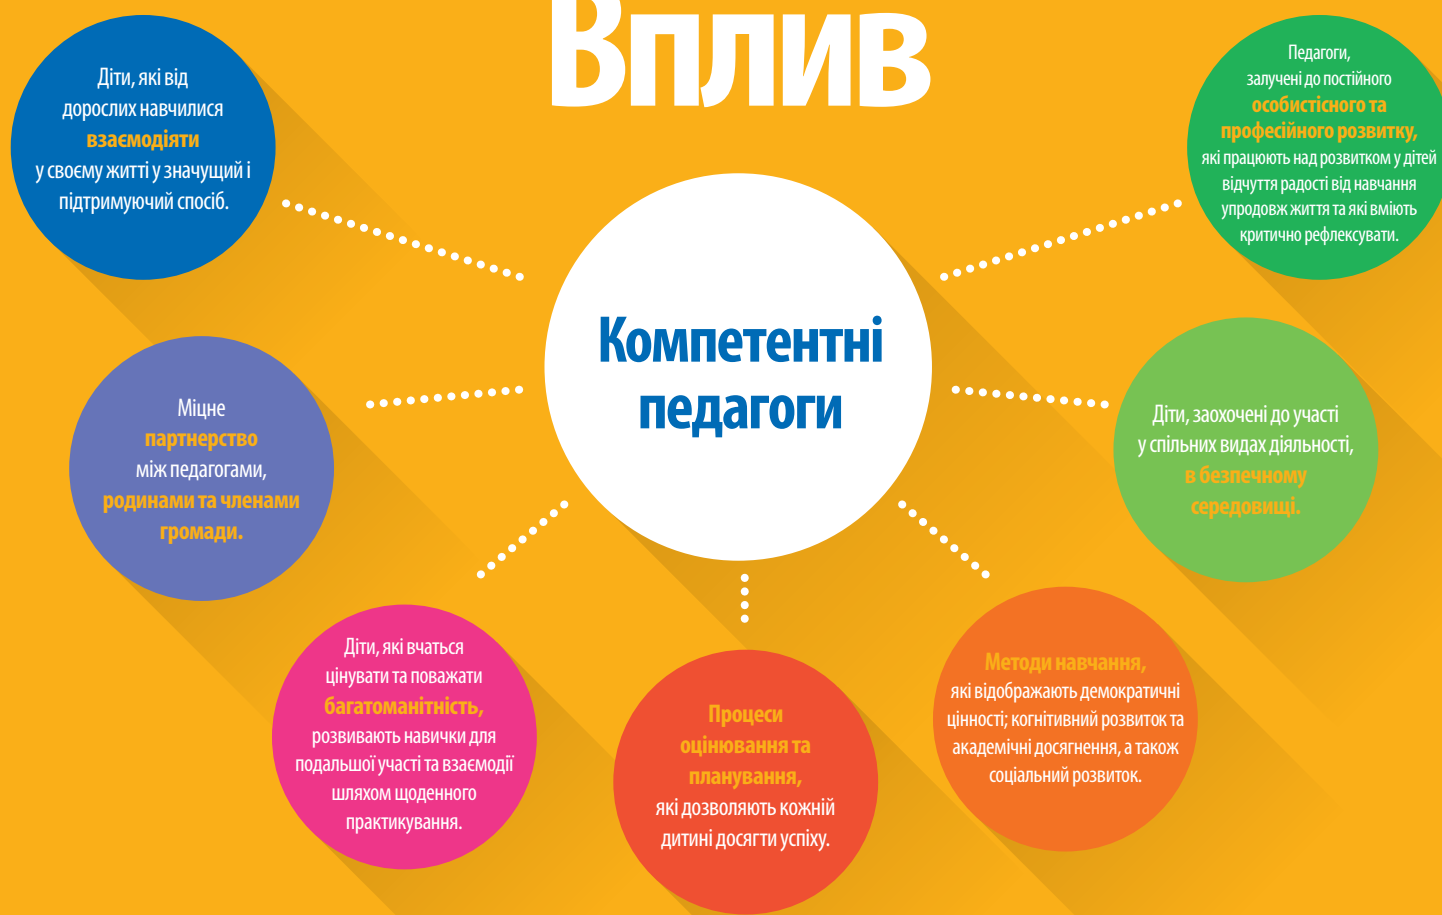 Вплив
Діти, які від
дорослих навчилися
взаємодіяти
у своєму житті у значущий і
підтримуючий спосіб.
Педагоги,
залучені до постійного
особистісного та
професійного розвитку,
які працюють над розвитком у дітей
відчуття радості від навчання
упродовж життя та які вміють
критично рефлексувати.
Компетентні
педагоги
Міцне
партнерство
між педагогами,
родинами та членами
громади.
Діти, заохочені до участі
у спільних видах діяльності,
в безпечному
середовищі.
Діти, які вчаться
цінувати та поважати
багатоманітність,
розвивають навички для
подальшої участі та взаємодії
шляхом щоденного
практикування.
Процеси
оцінювання та
планування,
які дозволяють кожній
дитині досягти успіху.
Методи навчання,
які відображають демократичні
цінності; когнітивний розвиток та
академічні досягнення, а також
соціальний розвиток.